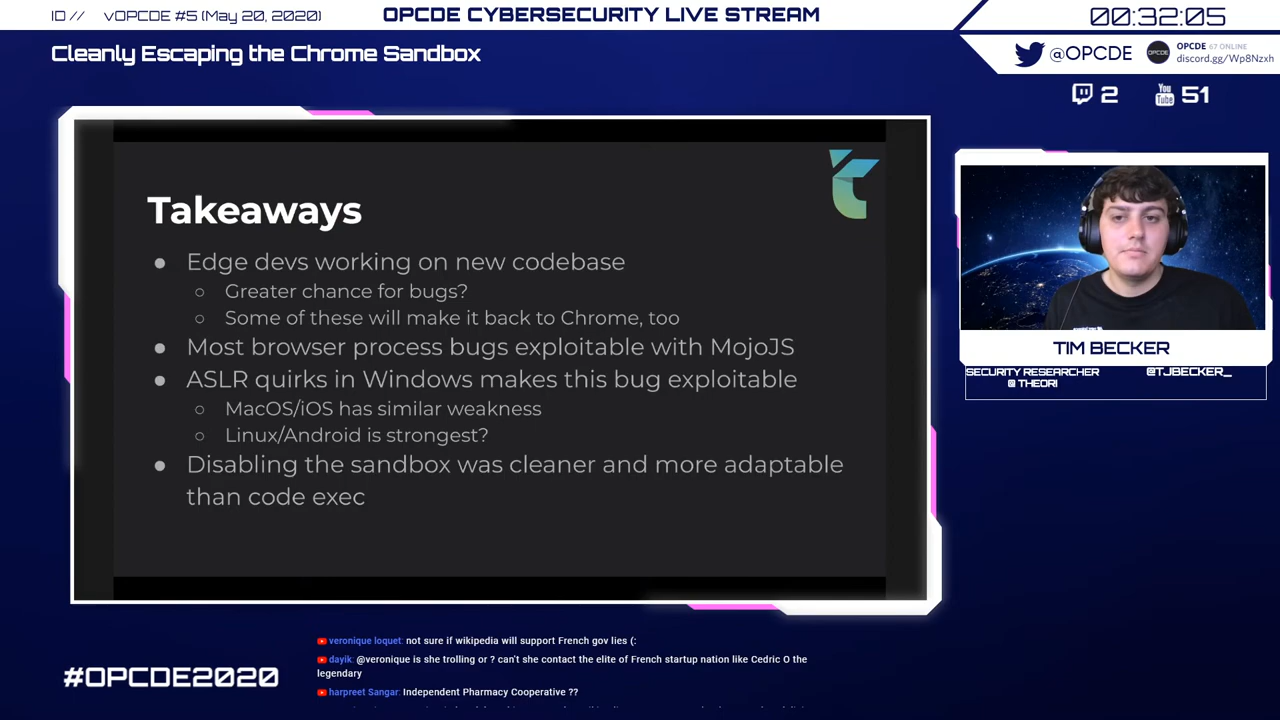 ID // vOPCDE #5 (May 20, 2020)
OPCDE CYBERSECURITY LIVE STREAM
00:32:05
Cleanly Escaping the Chrome Sandbox
@OPCDE
OPCDE 67 ONLINE
discord.gg/Wp8Nzxh
2
You Tube 51
Takeaways
● Edge devs working on new codebase
○ Greater chance for bugs?
○ Some of these will make it back to Chrome, too
● Most browser process bugs exploitable with MojoJS
● ASLR quirks in Windows makes this bug exploitable
○ MacOS/iOS has similar weakness
○ Linux/Android is strongest?
● Disabling the sandbox was cleaner and more adaptable
than code exec
TIM BECKER
SECURITY RESEARCHER
@ THEORI
@TJBECKER_
#OPCDE2020
veronique loquet: not sure if wikipedia will support French gov lies (:
dayik: @veronique is she trolling or ? can't she contact the elite of French startup nation like Cedric O the
legendary
harpreet Sangar: Independent Pharmacy Cooperative ??